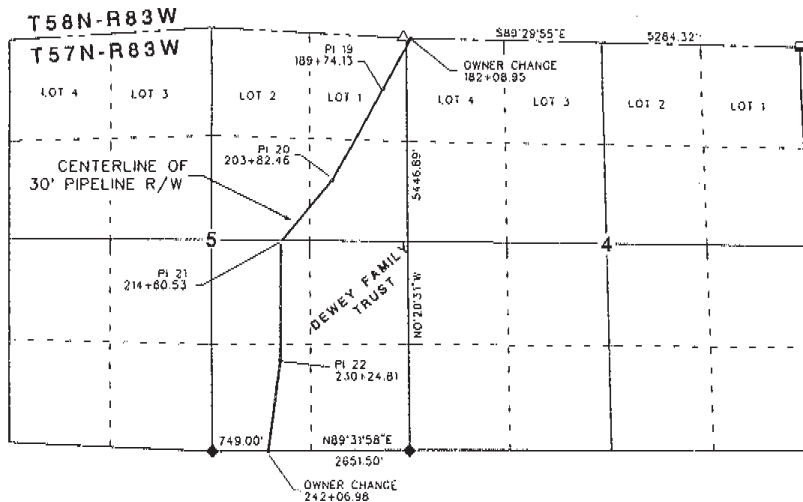 T58N-R83W
T57N-R83W
S89°29'55"E
5284.32'
PI 19
189+74.13
OWNER CHANGE
182+08.95
LOT 4
LOT 3
LOT 2
LOT 1
LOT 4
LOT 3
LOT 2
LOT 1
PI 20
203+82.46
CENTERLINE OF
30' PIPELINE R/W
5446.89'
5
4
PI 21
214+60.53
DEWEY FAMILY
TRUST
N0°20'31"W
PI 22
230+24.81
749.00'
N89°31'58"E
2651.50'
OWNER CHANGE
242+06.98